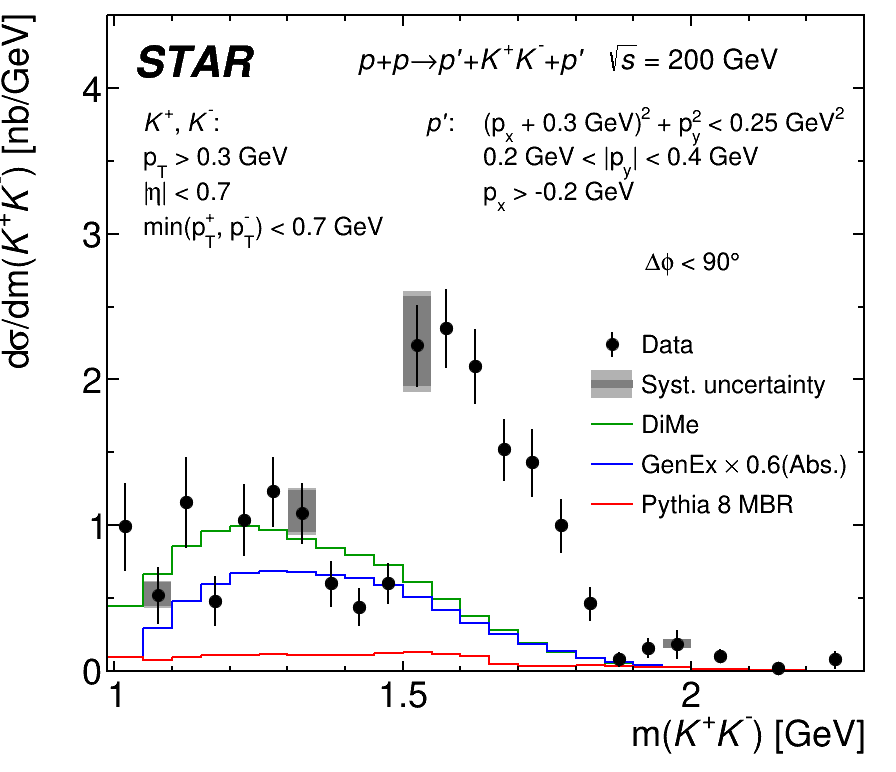 dσ/dm(K⁺K⁻) [nb/GeV]
STAR p+p→p′+K⁺K⁻+p′ √s = 200 GeV
K⁺, K⁻: p′: (pₓ + 0.3 GeV)² + p_y² < 0.25 GeV²
p_T > 0.3 GeV 0.2 GeV < |p_y| < 0.4 GeV
|η| < 0.7 pₓ > -0.2 GeV
min(p_T⁺, p_T⁻) < 0.7 GeV
Δϕ < 90°
Data
Syst. uncertainty
DiMe
GenEx × 0.6(Abs.)
Pythia 8 MBR
4
3
2
1
0
1 1.5 2
m(K⁺K⁻) [GeV]